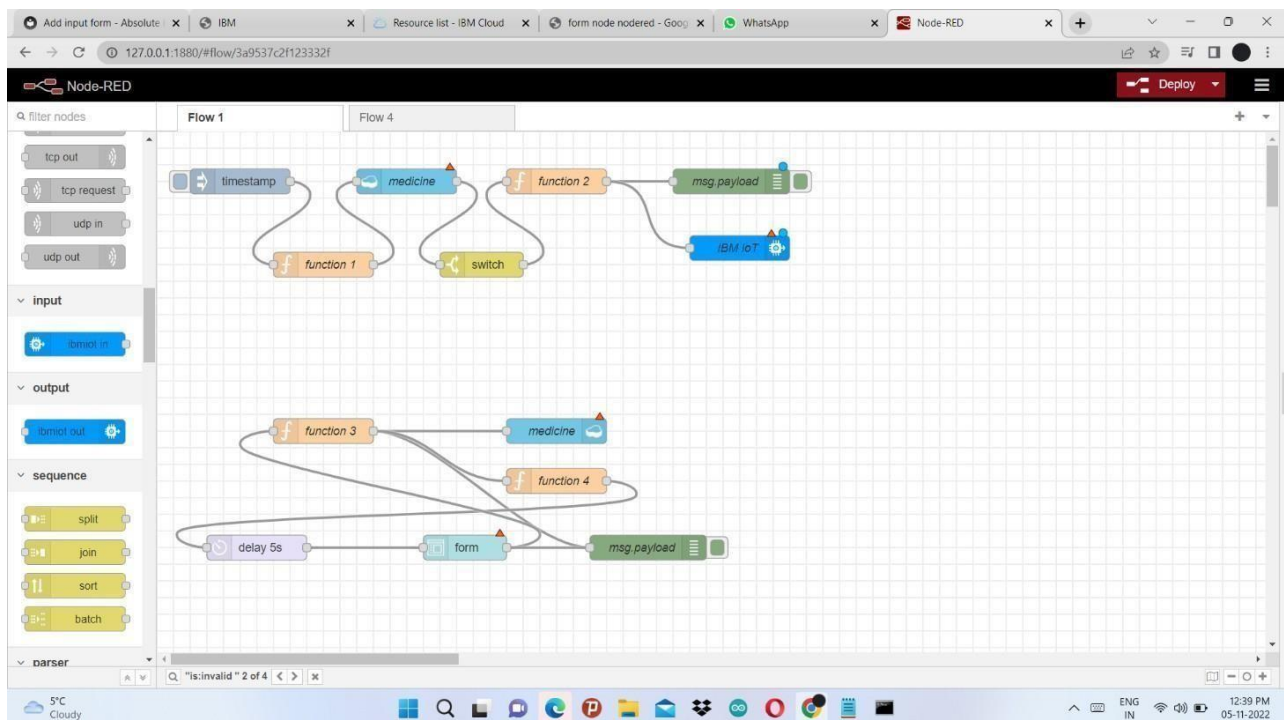 Add input form - Absolute
IBM
Resource list - IBM Cloud
form node nodered - Goog
WhatsApp
Node-RED
127.0.0.1:1880/#flow/3a9537c2f123332f
Node-RED
Deploy
filter nodes
Flow 1
Flow 4
tcp out
tcp request
udp in
udp out
input
ibmiot in
output
ibmiot out
sequence
split
join
sort
batch
parser
timestamp
medicine
function 2
msg.payload
IBM IoT
function 1
switch
function 3
medicine
function 4
delay 5s
form
msg.payload
"is:invalid " 2 of 4
5°C
Cloudy
ENG
IN
12:39 PM
05-11-2022